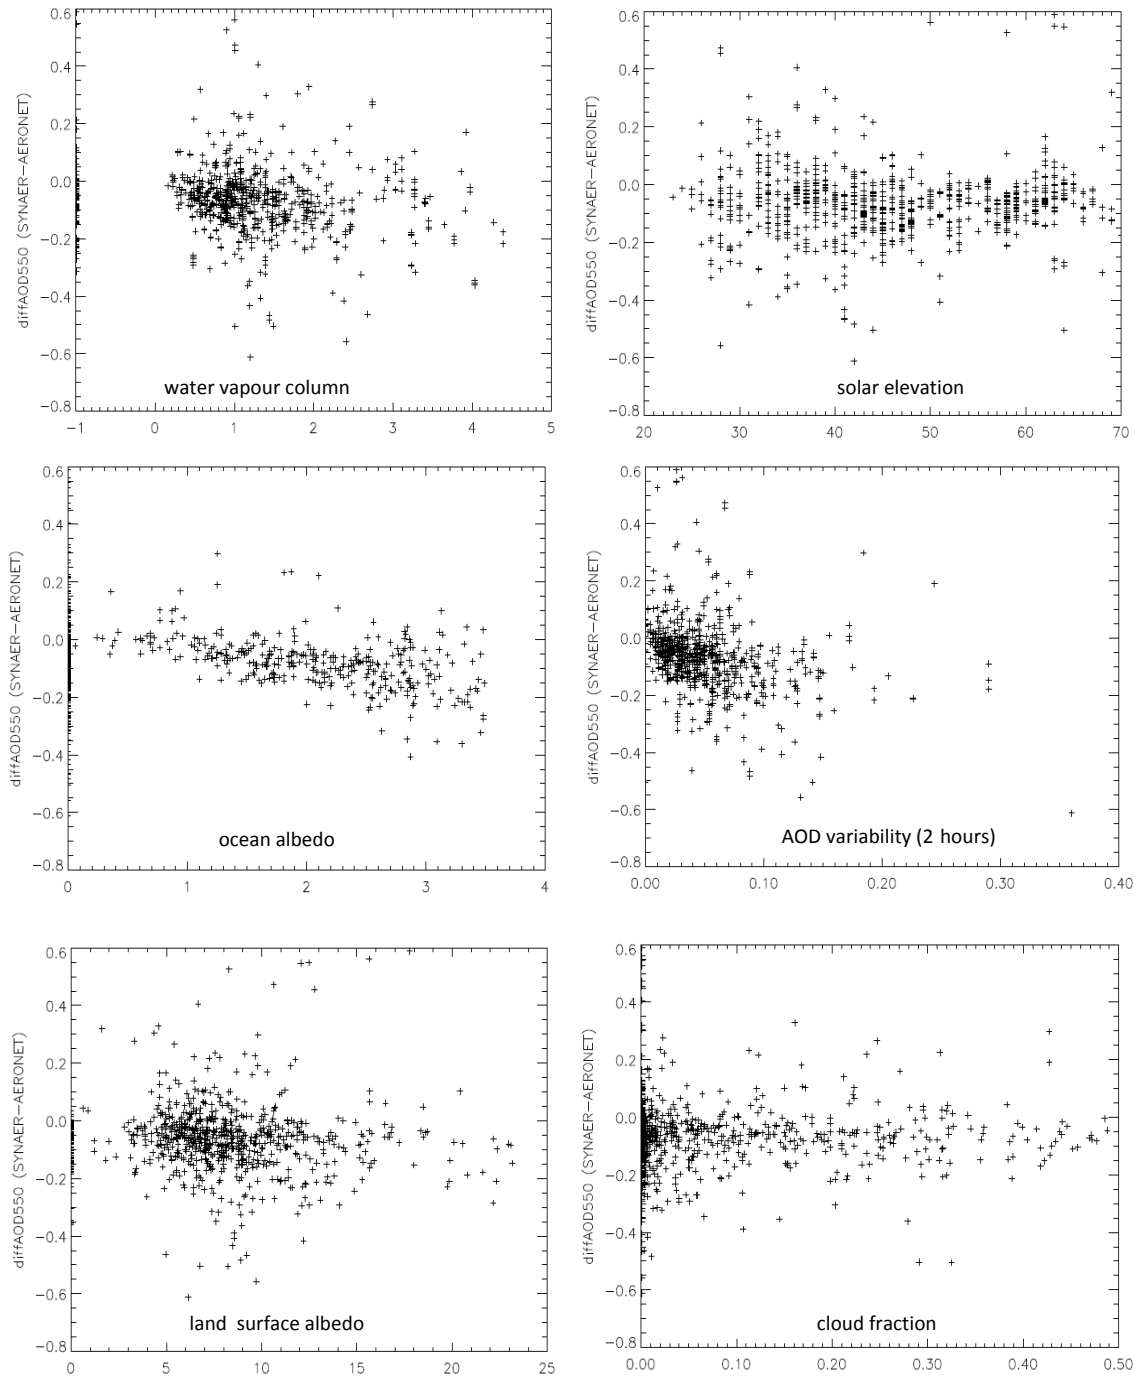 0.6
0.4
0.2
0.0
−0.2
−0.4
−0.6
−0.8
diffAOD550 (SYNAER−AERONET)
water vapour column
−1 0 1 2 3 4 5
0.6
0.4
0.2
0.0
−0.2
−0.4
−0.6
−0.8
diffAOD550 (SYNAER−AERONET)
solar elevation
20 30 40 50 60 70
0.6
0.4
0.2
0.0
−0.2
−0.4
−0.6
−0.8
diffAOD550 (SYNAER−AERONET)
ocean albedo
0 1 2 3 4
0.6
0.4
0.2
0.0
−0.2
−0.4
−0.6
−0.8
diffAOD550 (SYNAER−AERONET)
AOD variability (2 hours)
0.00 0.10 0.20 0.30 0.40
0.6
0.4
0.2
0.0
−0.2
−0.4
−0.6
−0.8
diffAOD550 (SYNAER−AERONET)
land surface albedo
0 5 10 15 20 25
0.6
0.4
0.2
0.0
−0.2
−0.4
−0.6
−0.8
diffAOD550 (SYNAER−AERONET)
cloud fraction
0.00 0.10 0.20 0.30 0.40 0.50